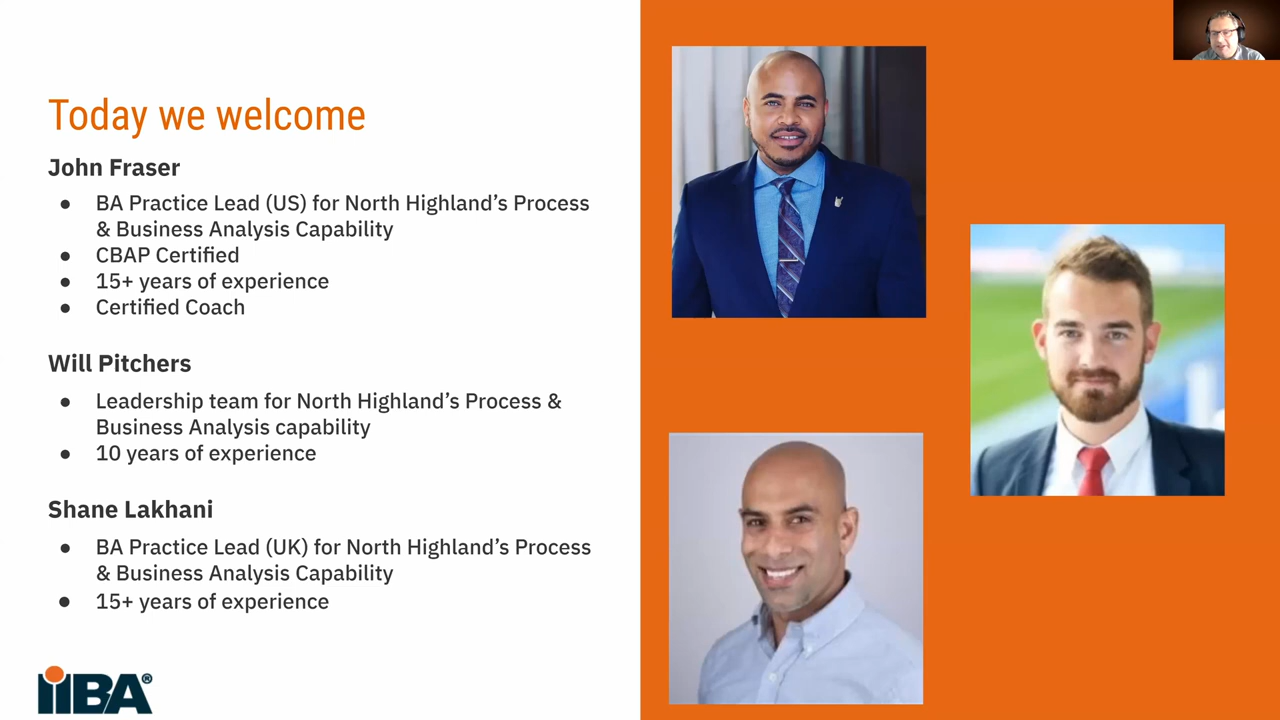 Today we welcome
John Fraser
● BA Practice Lead (US) for North Highland’s Process
& Business Analysis Capability
● CBAP Certified
● 15+ years of experience
● Certified Coach
Will Pitchers
● Leadership team for North Highland’s Process &
Business Analysis capability
● 10 years of experience
Shane Lakhani
● BA Practice Lead (UK) for North Highland’s Process
& Business Analysis Capability
● 15+ years of experience
iiBA®